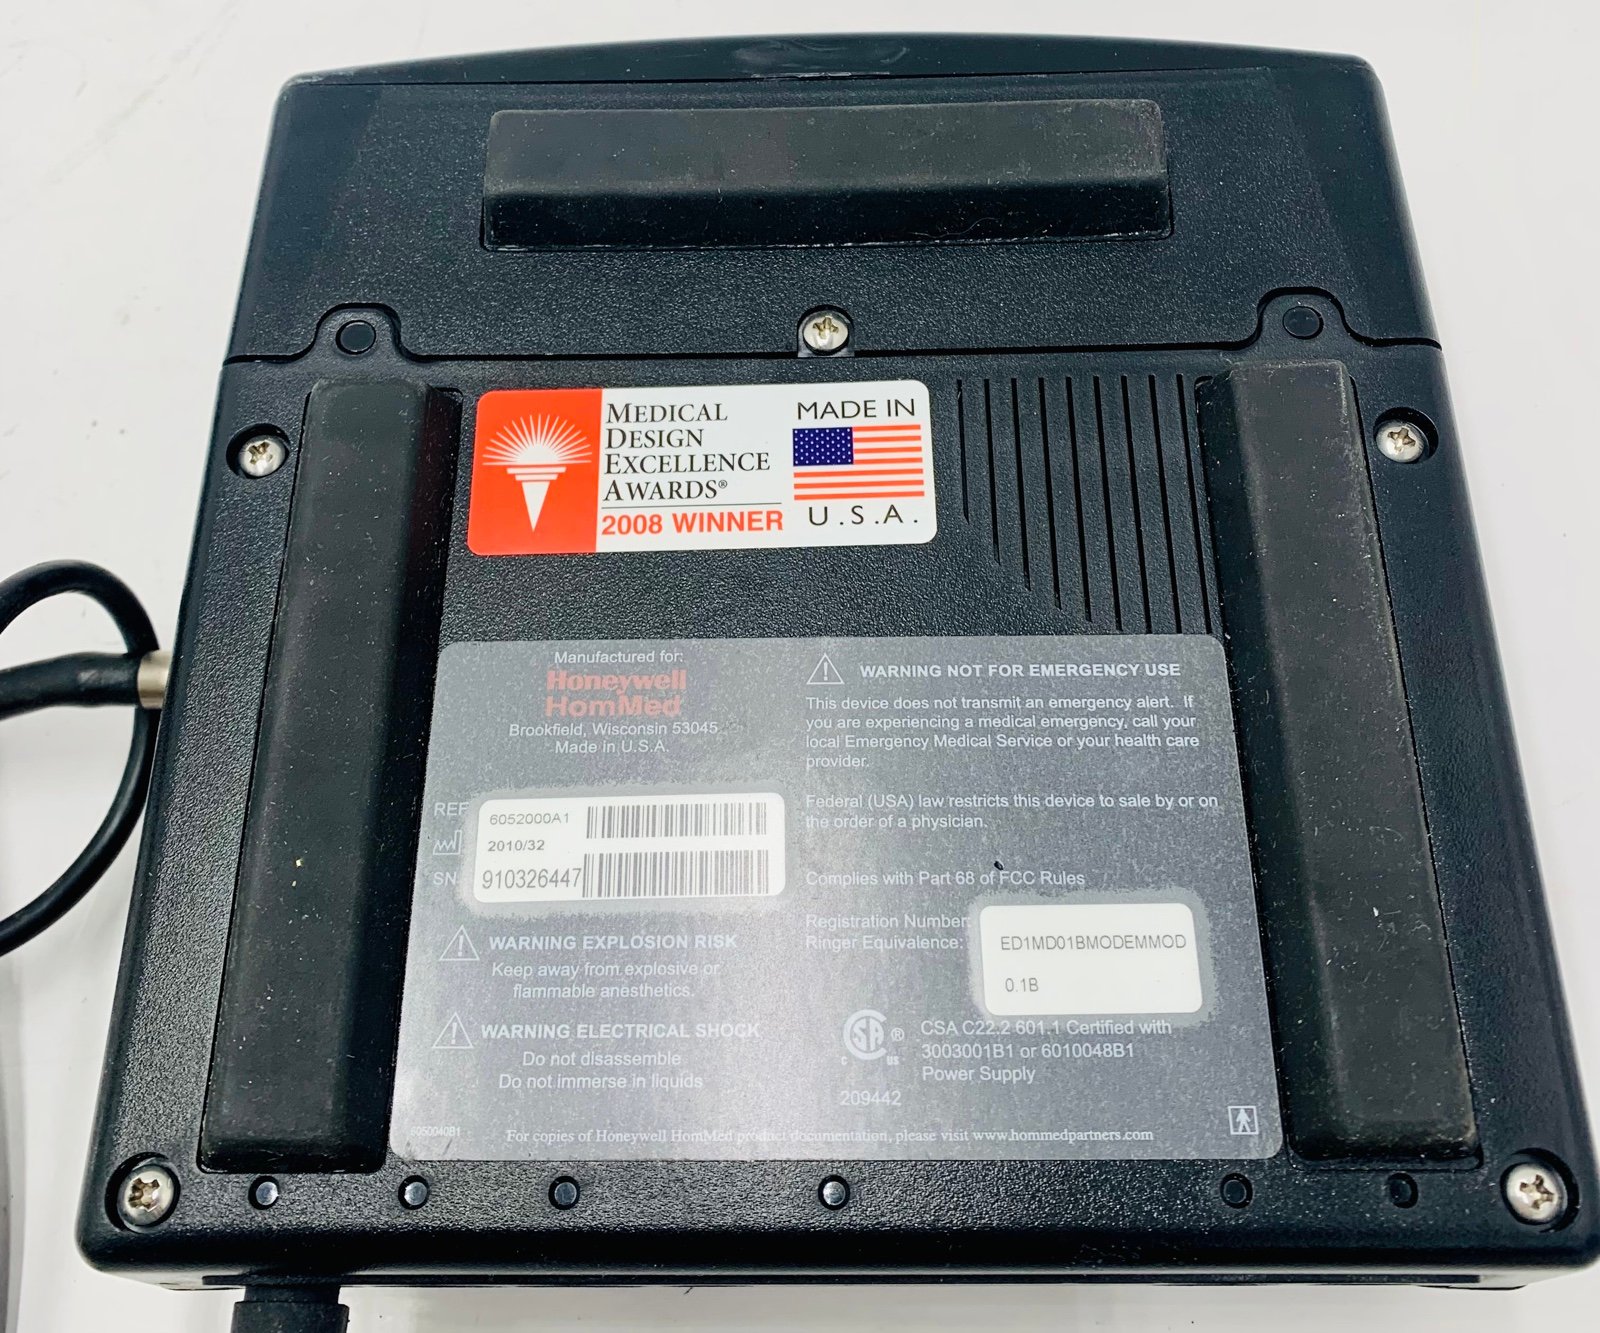 MEDICAL
DESIGN
EXCELLENCE
AWARDS®
2008 WINNER
MADE IN
U.S.A.
Manufactured for:
Honeywell
HomMed
Brookfield, Wisconsin 53045
Made in U.S.A.
REF
6052000A1
2010/32
SN
910326447
WARNING EXPLOSION RISK
Keep away from explosive or
flammable anesthetics.
WARNING ELECTRICAL SHOCK
Do not disassemble
Do not immerse in liquids
6050040B1
WARNING NOT FOR EMERGENCY USE
This device does not transmit an emergency alert. If
you are experiencing a medical emergency, call your
local Emergency Medical Service or your health care
provider.
Federal (USA) law restricts this device to sale by or on
the order of a physician.
Complies with Part 68 of FCC Rules
Registration Number:
ED1MD01BMODEMMOD
Ringer Equivalence:
0.1B
SA ®
C US
CSA C22.2 601.1 Certified with
3003001B1 or 6010048B1
Power Supply
209442
For copies of Honeywell HomMed product documentation, please visit www.hommedpartners.com